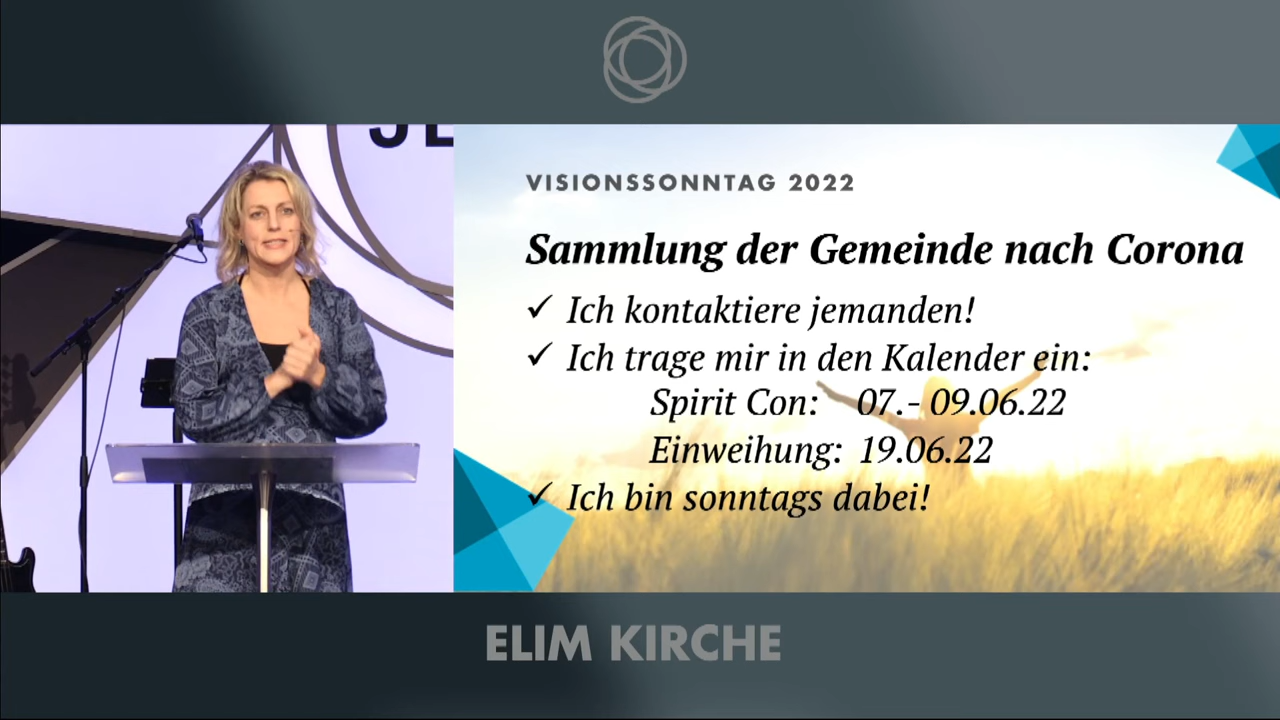 VISIONSSONNTAG 2022
Sammlung der Gemeinde nach Corona
✓ Ich kontaktiere jemanden!
✓ Ich trage mir in den Kalender ein:
Spirit Con: 07.- 09.06.22
Einweihung: 19.06.22
✓ Ich bin sonntags dabei!
ELIM KIRCHE